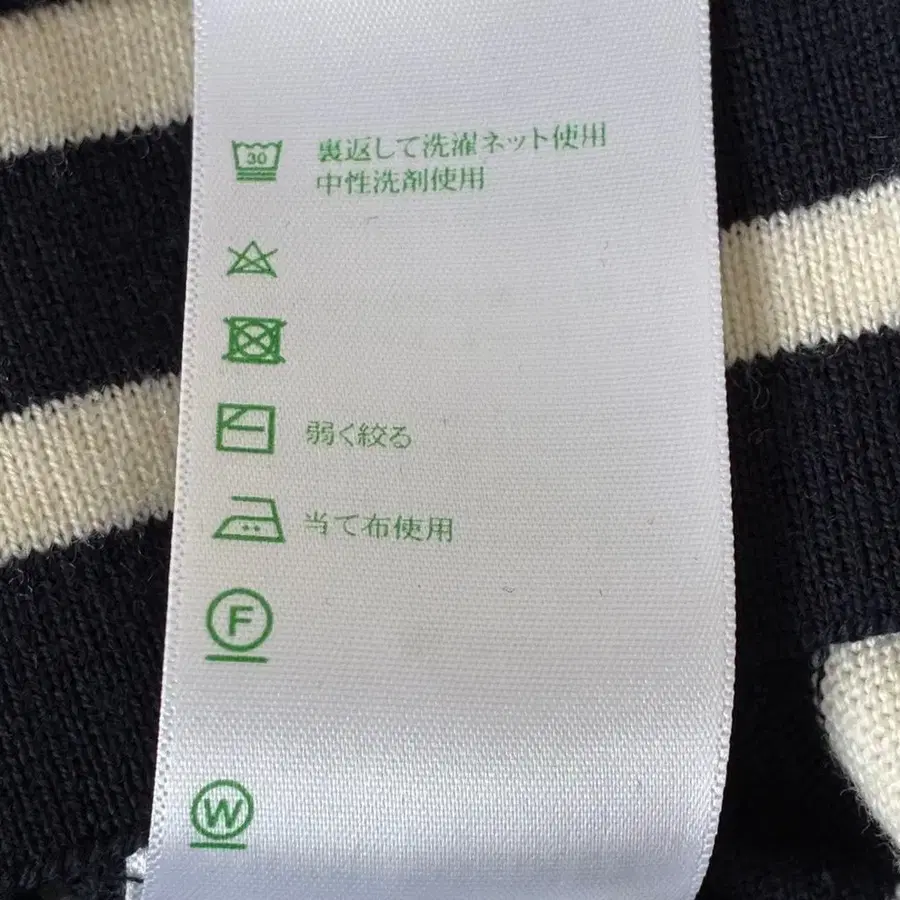 30
裏返して洗濯ネット使用
中性洗剤使用
弱く絞る
当て布使用
F
W